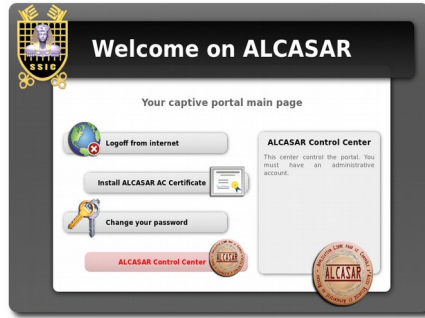 SSIC
Welcome on ALCASAR
Your captive portal main page
Logoff from internet
Install ALCASAR AC Certificate
Change your password
ALCASAR Control Center
ALCASAR
ALCASAR Control Center
This center control the portal. You
must have an administrative
account.
ALCASAR